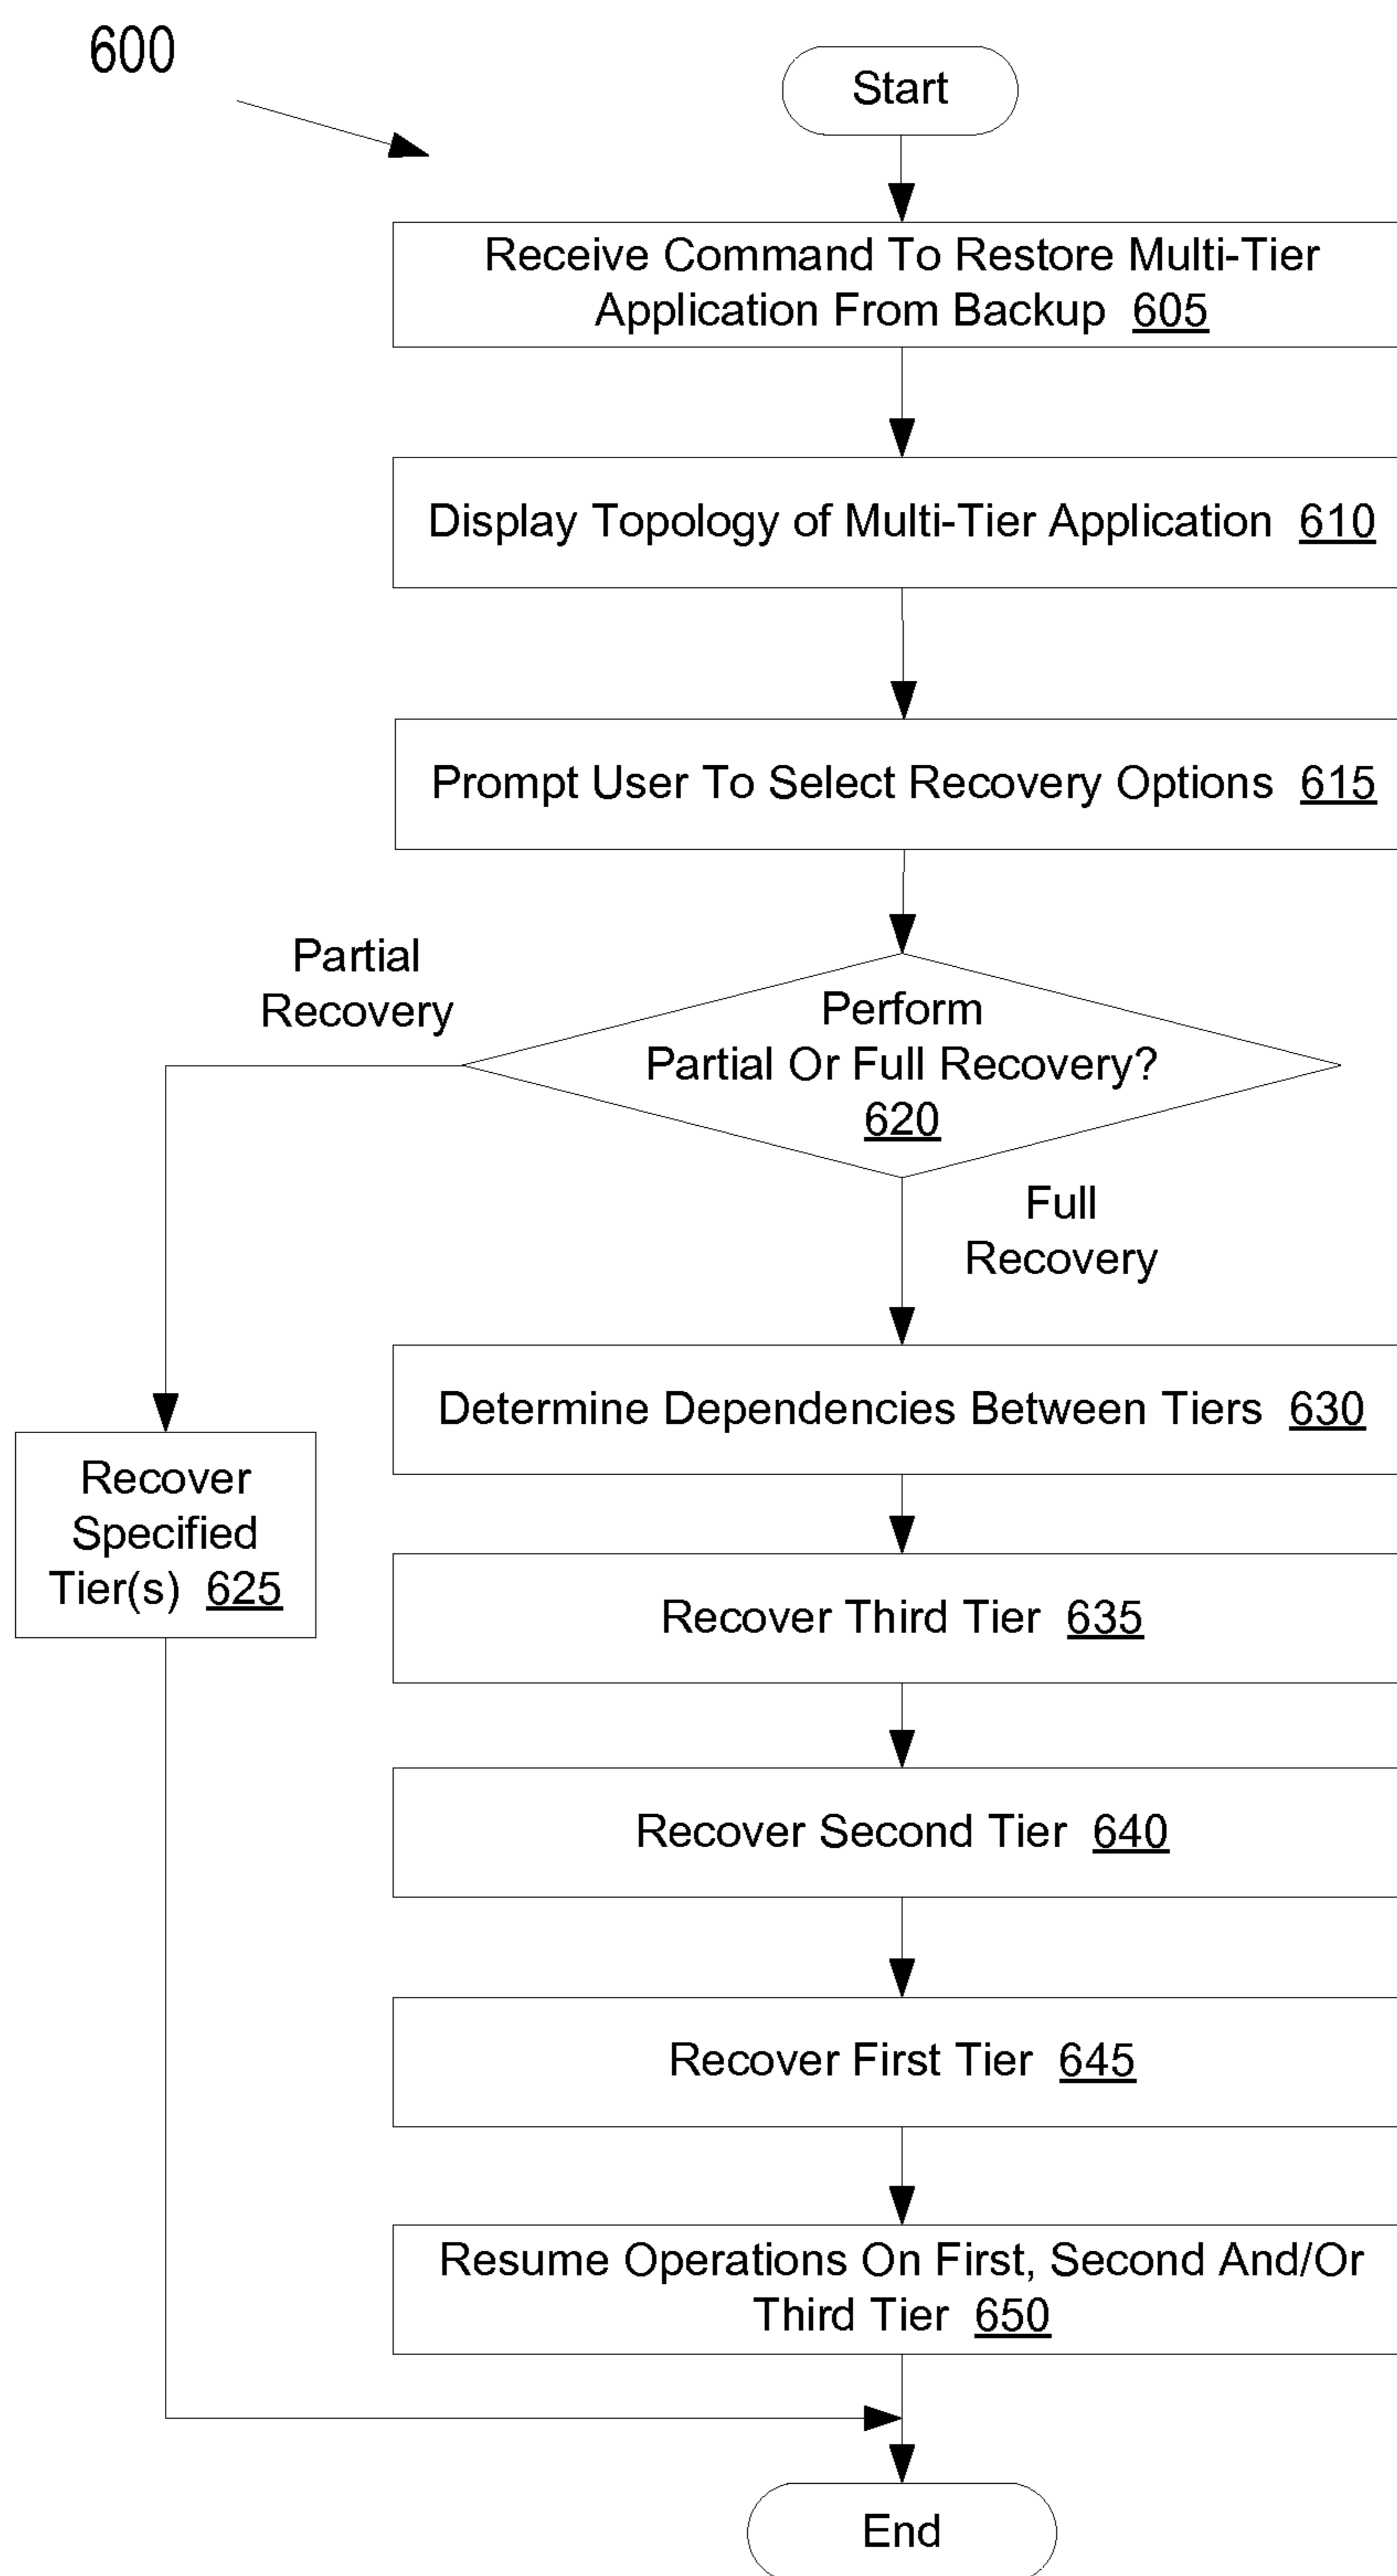 600
Start
Receive Command To Restore Multi-Tier
Application From Backup 605
Display Topology of Multi-Tier Application 610
Prompt User To Select Recovery Options 615
Partial
Recovery
Perform
Partial Or Full Recovery?
620
Full
Recovery
Determine Dependencies Between Tiers 630
Recover
Specified
Tier(s) 625
Recover Third Tier 635
Recover Second Tier 640
Recover First Tier 645
Resume Operations On First, Second And/Or
Third Tier 650
End